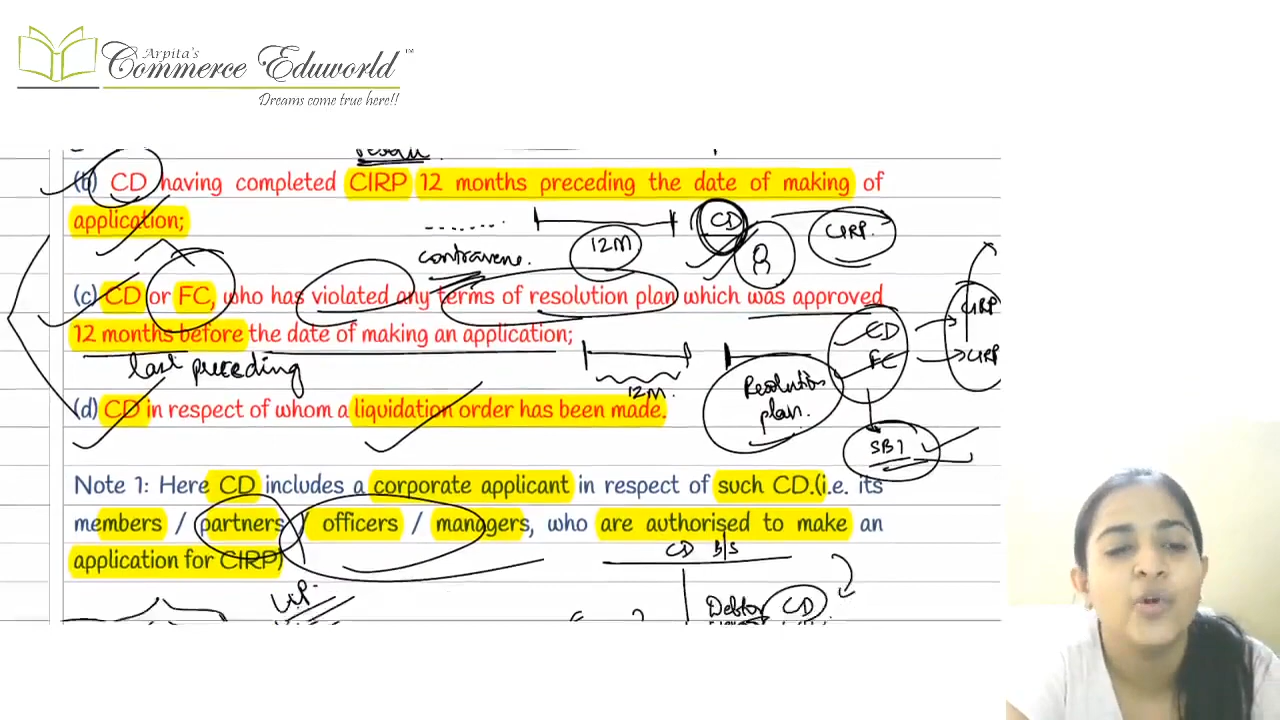 Arpita's
Commerce Eduworld™
Dreams come true here!!
(b) CD having completed CIRP 12 months preceding the date of making of
application;
CD
CIRP.
12M
contravene.
(c) CD or FC, who has violated any terms of resolution plan which was approved
12 months before the date of making an application;
CD
CIRP
FC
CIRP
last preceding
12M.
Resolution
plan.
(d) CD in respect of whom a liquidation order has been made.
SBI
Note 1: Here CD includes a corporate applicant in respect of such CD.(i.e. its
members / partners / officers / managers, who are authorised to make an
application for CIRP)
CD B/S
Debtor CD